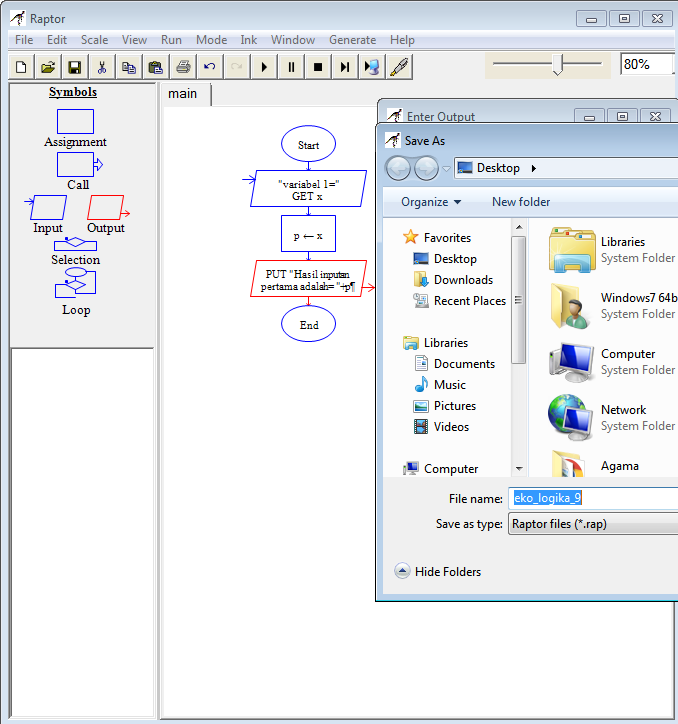 Raptor
File Edit Scale View Run Mode Ink Window Generate Help
80%
Symbols
Assignment
Call
Input Output
Selection
Loop
main
Start
"variabel 1="
GET x
p ← x
PUT "Hasil inputan
pertama adalah= "+p¶
End
Enter Output
Save As
Desktop
Organize New folder
Favorites
Desktop
Downloads
Recent Places
Libraries
Documents
Music
Pictures
Videos
Computer
Libraries
System Folder
Windows7 64b
System Folder
Computer
System Folder
Network
System Folder
Agama
File name: eko_logika_9
Save as type: Raptor files (*.rap)
Hide Folders